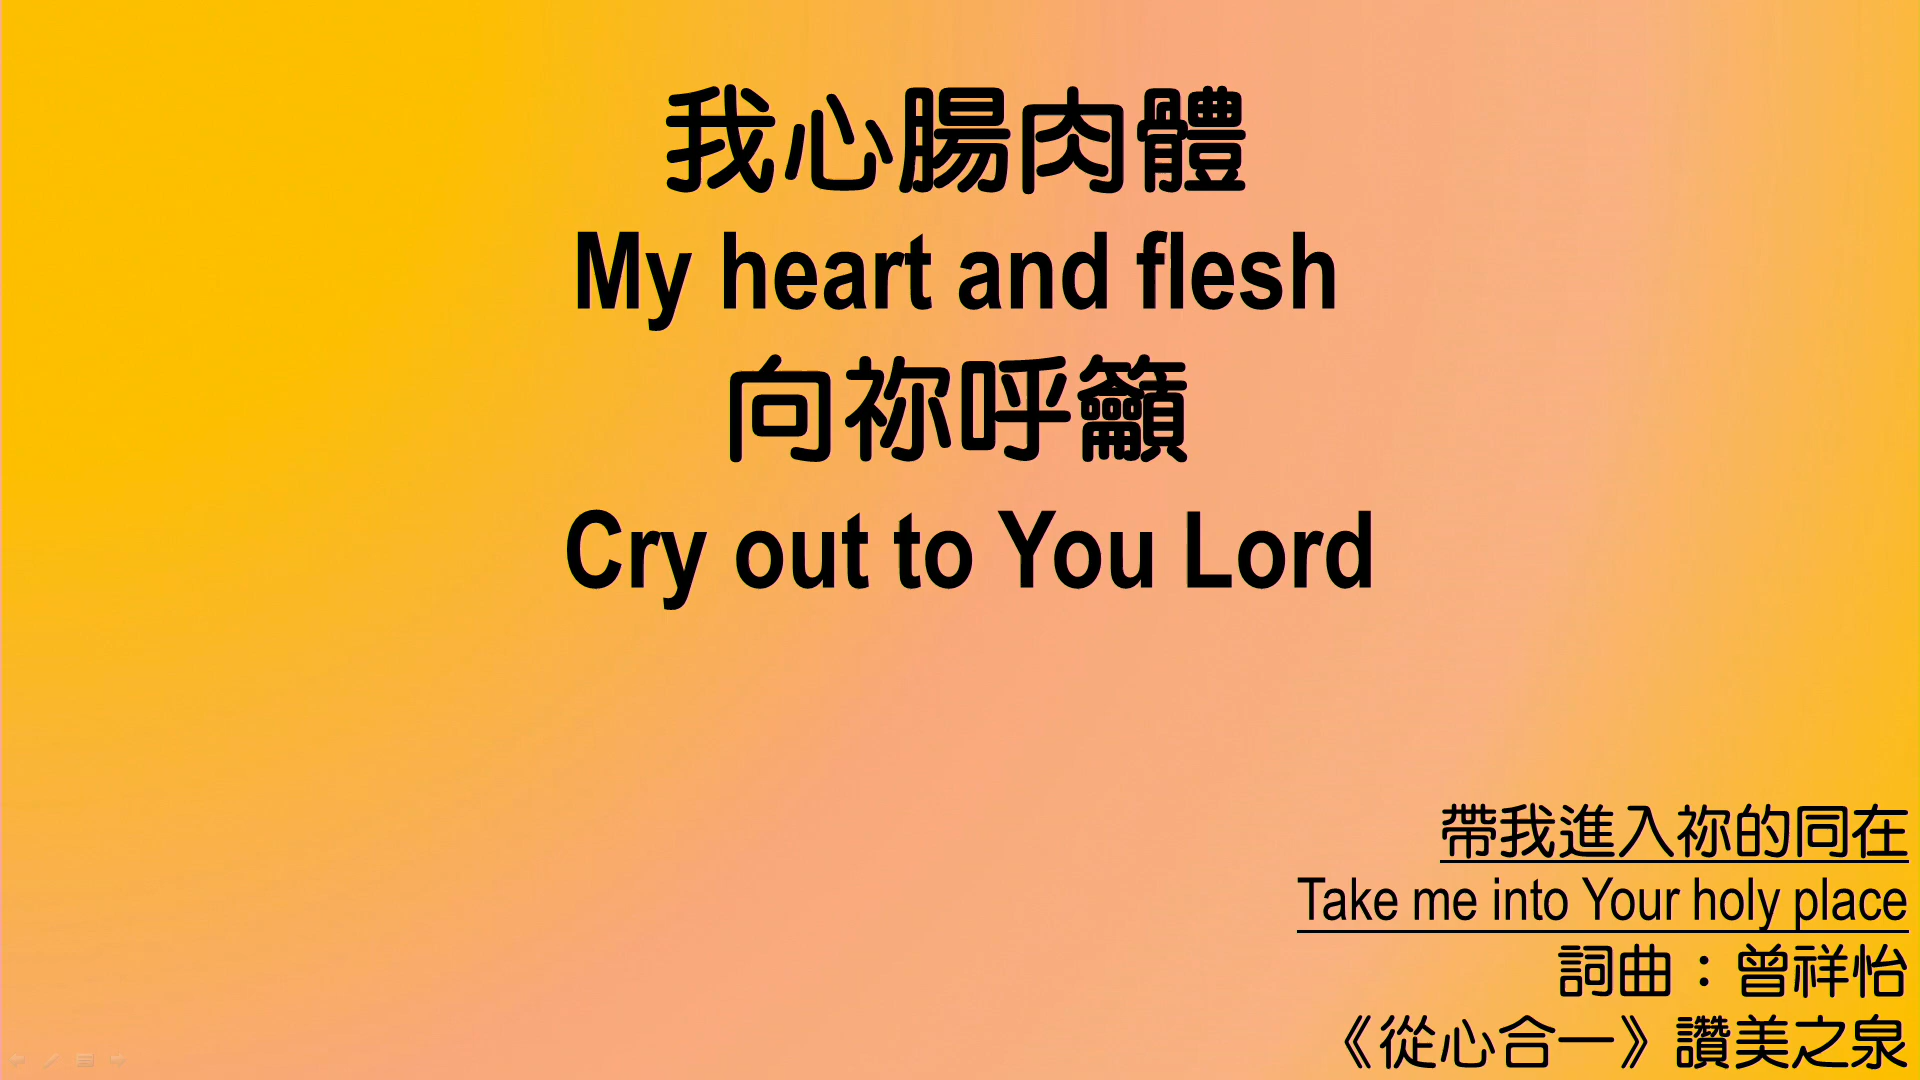 我心腸肉體
My heart and flesh
向祢呼籲
Cry out to You Lord
帶我進入祢的同在
Take me into Your holy place
詞曲：曾祥怡
《從心合一》讚美之泉